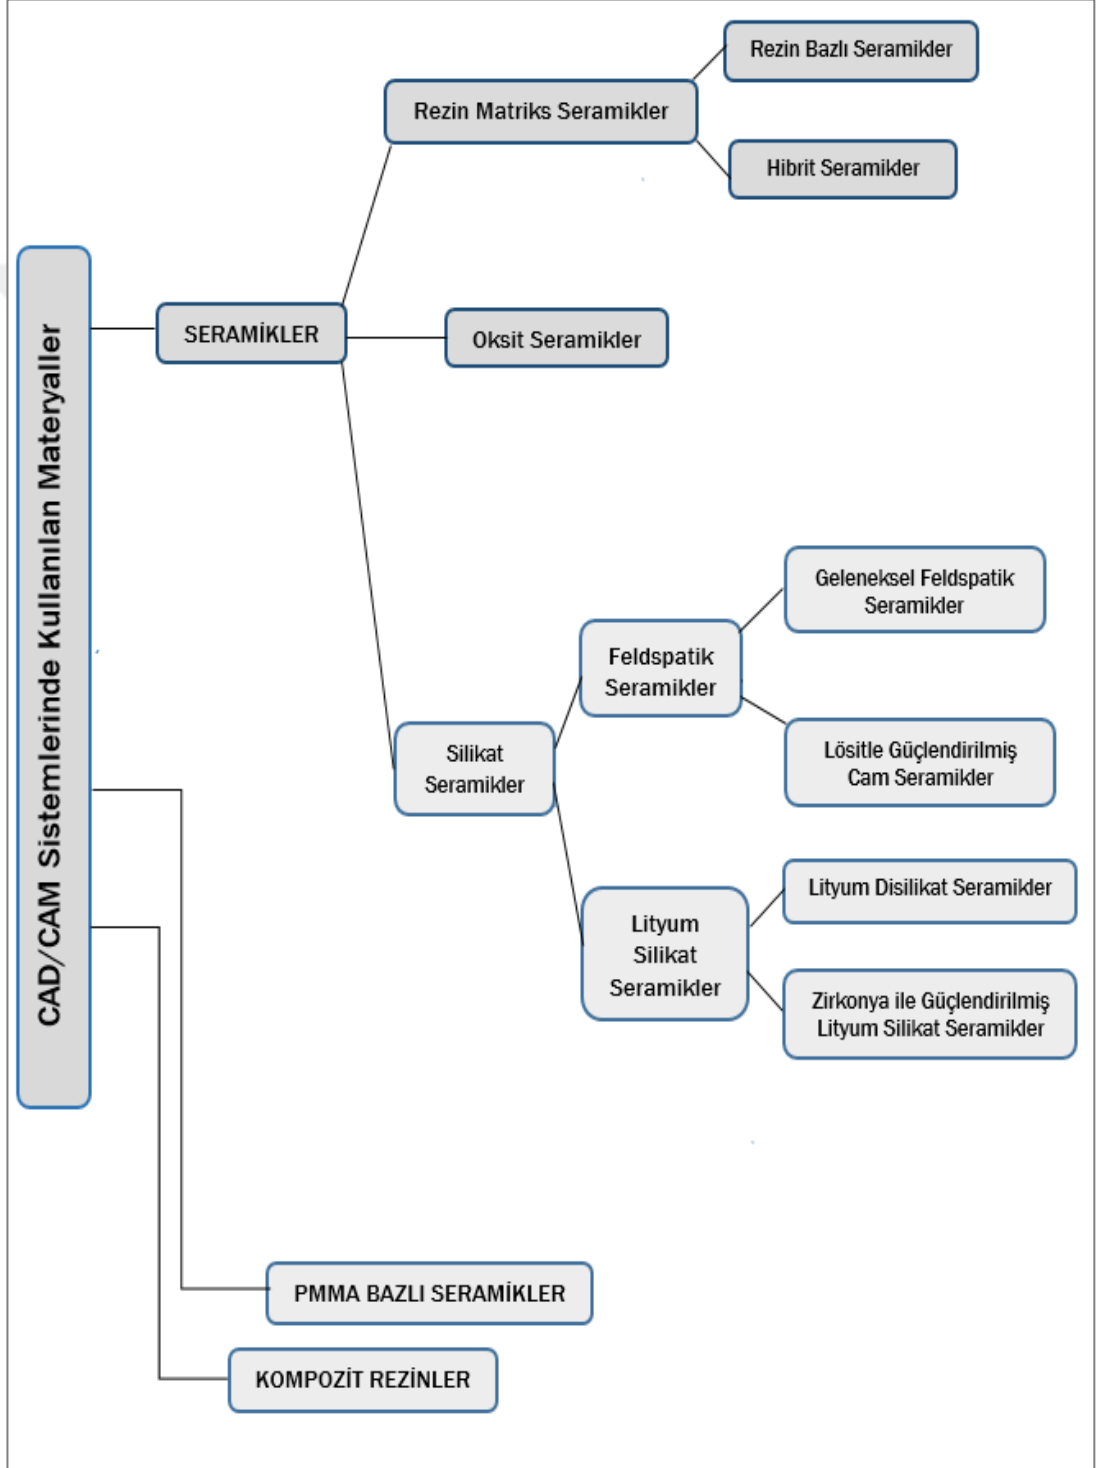 CAD/CAM Sistemlerinde Kullanılan Materyaller
SERAMİKLER
Rezin Matriks Seramikler
Rezin Bazlı Seramikler
Hibrit Seramikler
Oksit Seramikler
Silikat
Seramikler
Feldspatik
Seramikler
Geleneksel Feldspatik
Seramikler
Lösitle Güçlendirilmiş
Cam Seramikler
Lityum
Silikat
Seramikler
Lityum Disilikat Seramikler
Zirkonya ile Güçlendirilmiş
Lityum Silikat Seramikler
PMMA BAZLI SERAMİKLER
KOMPOZİT REZİNLER